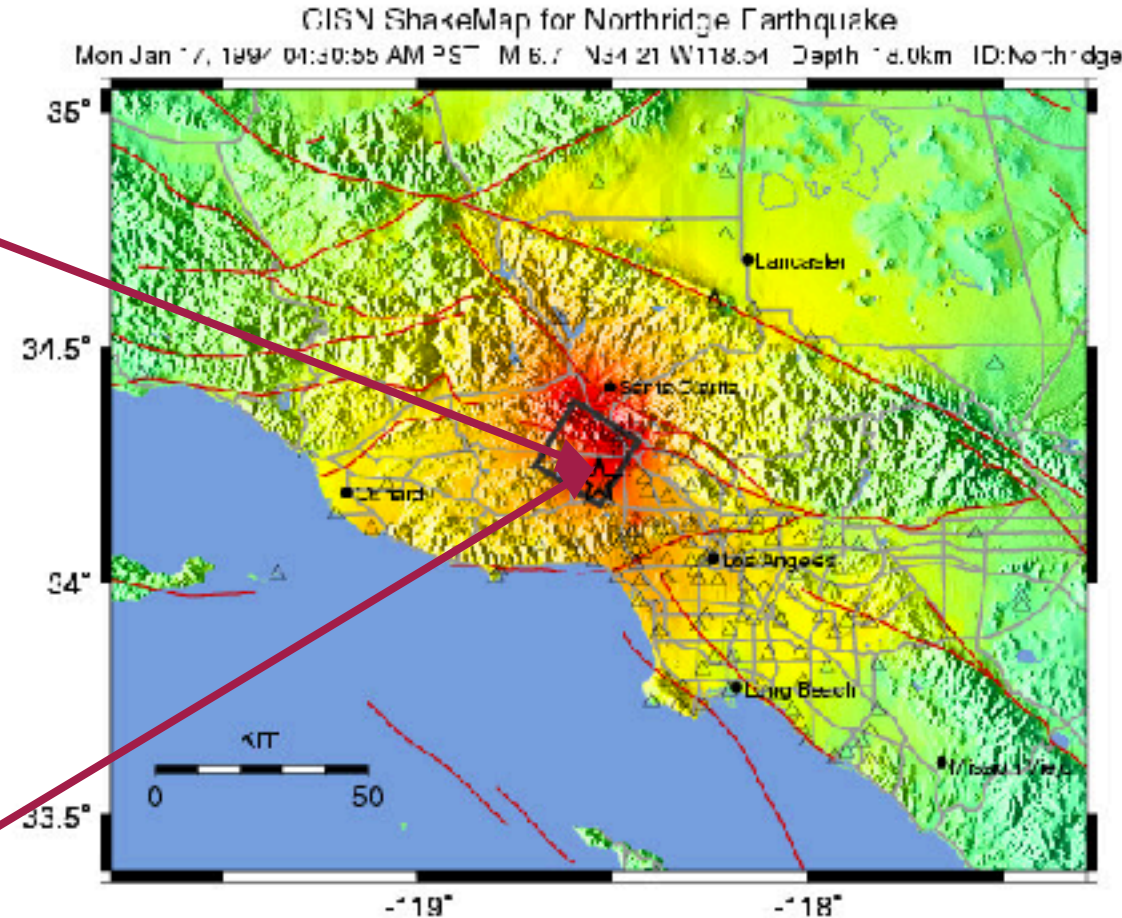 CISN ShakeMap for Northridge Earthquake
Mon Jan 17, 1994 04:30:55 AM PST M 6.7 N34.21 W118.54 Depth: 18.0km ID:Northridge
35°
Lancaster
34.5°
Santa Clarita
Oxnard
Los Angeles
34°
Long Beach
km
Mission Viejo
0 50
33.5°
-119° -118°